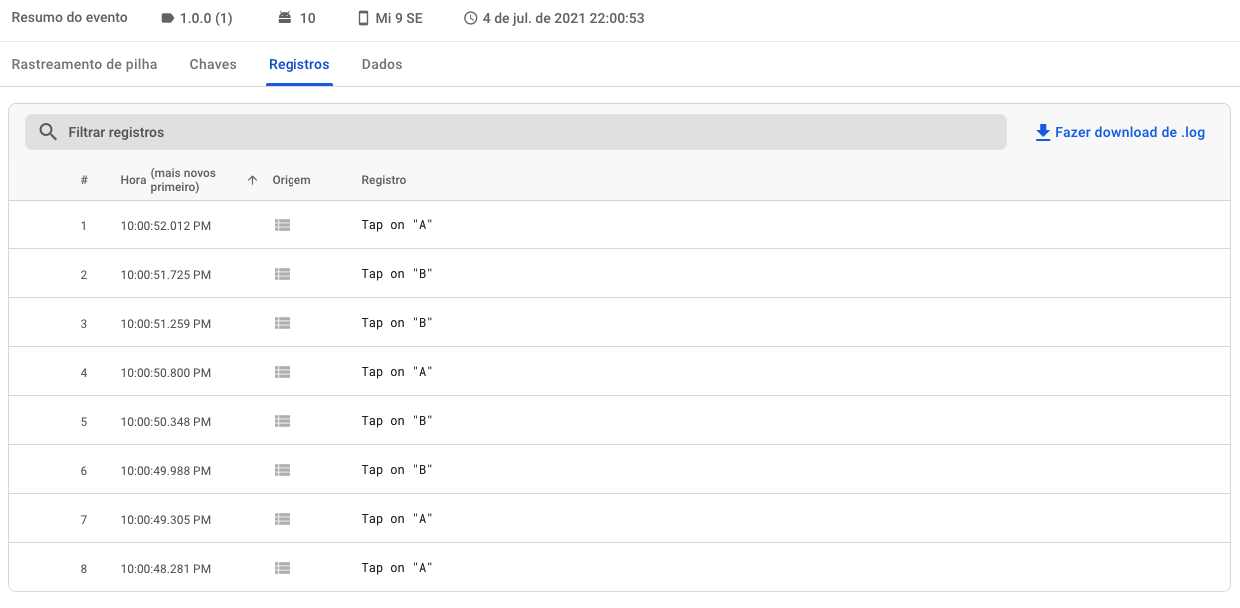 Resumo do evento 1.0.0 (1) 10 Mi 9 SE 4 de jul. de 2021 22:00:53
Rastreamento de pilha Chaves Registros Dados
Filtrar registros Fazer download de .log
# Hora (mais novos primeiro) Origem Registro
1 10:00:52.012 PM Tap on "A"
2 10:00:51.725 PM Tap on "B"
3 10:00:51.259 PM Tap on "B"
4 10:00:50.800 PM Tap on "A"
5 10:00:50.348 PM Tap on "B"
6 10:00:49.988 PM Tap on "B"
7 10:00:49.305 PM Tap on "A"
8 10:00:48.281 PM Tap on "A"